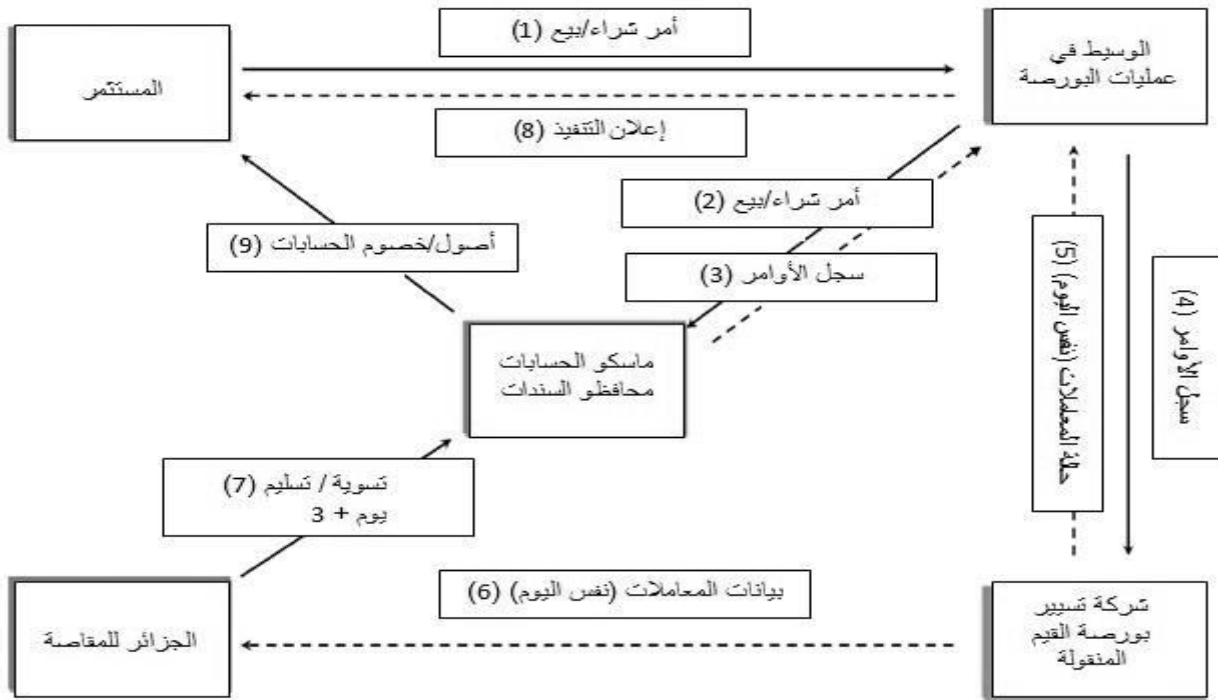 أمر شراء/بيع (1)
الوسيط في
عمليات البورصة
المستثمر
إعلان التنفيذ (8)
أمر شراء/بيع (2)
أصول/خصوم الحسابات (9)
سجل الأوامر (3)
حالة المعاملات (نفس اليوم) (5)
سجل الأوامر (4)
ماسكو الحسابات
محافظو السندات
تسوية / تسليم (7)
يوم + 3
بيانات المعاملات (نفس اليوم) (6)
شركة تسيير
بورصة القيم
المنقولة
الجزائر للمقاصة